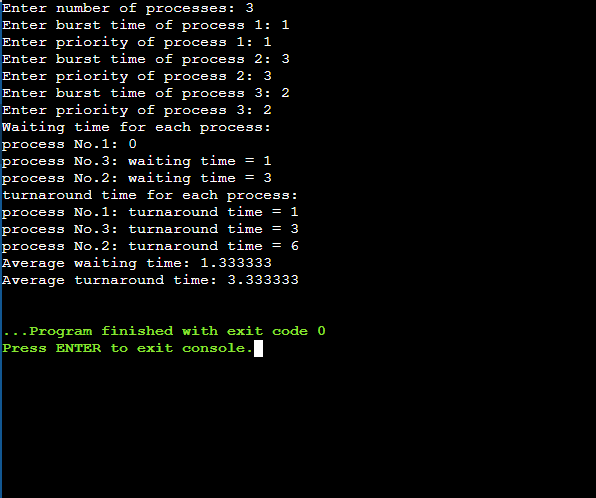 Enter number of processes: 3
Enter burst time of process 1: 1
Enter priority of process 1: 1
Enter burst time of process 2: 3
Enter priority of process 2: 3
Enter burst time of process 3: 2
Enter priority of process 3: 2
Waiting time for each process:
process No.1: 0
process No.3: waiting time = 1
process No.2: waiting time = 3
turnaround time for each process:
process No.1: turnaround time = 1
process No.3: turnaround time = 3
process No.2: turnaround time = 6
Average waiting time: 1.333333
Average turnaround time: 3.333333
...Program finished with exit code 0
Press ENTER to exit console.